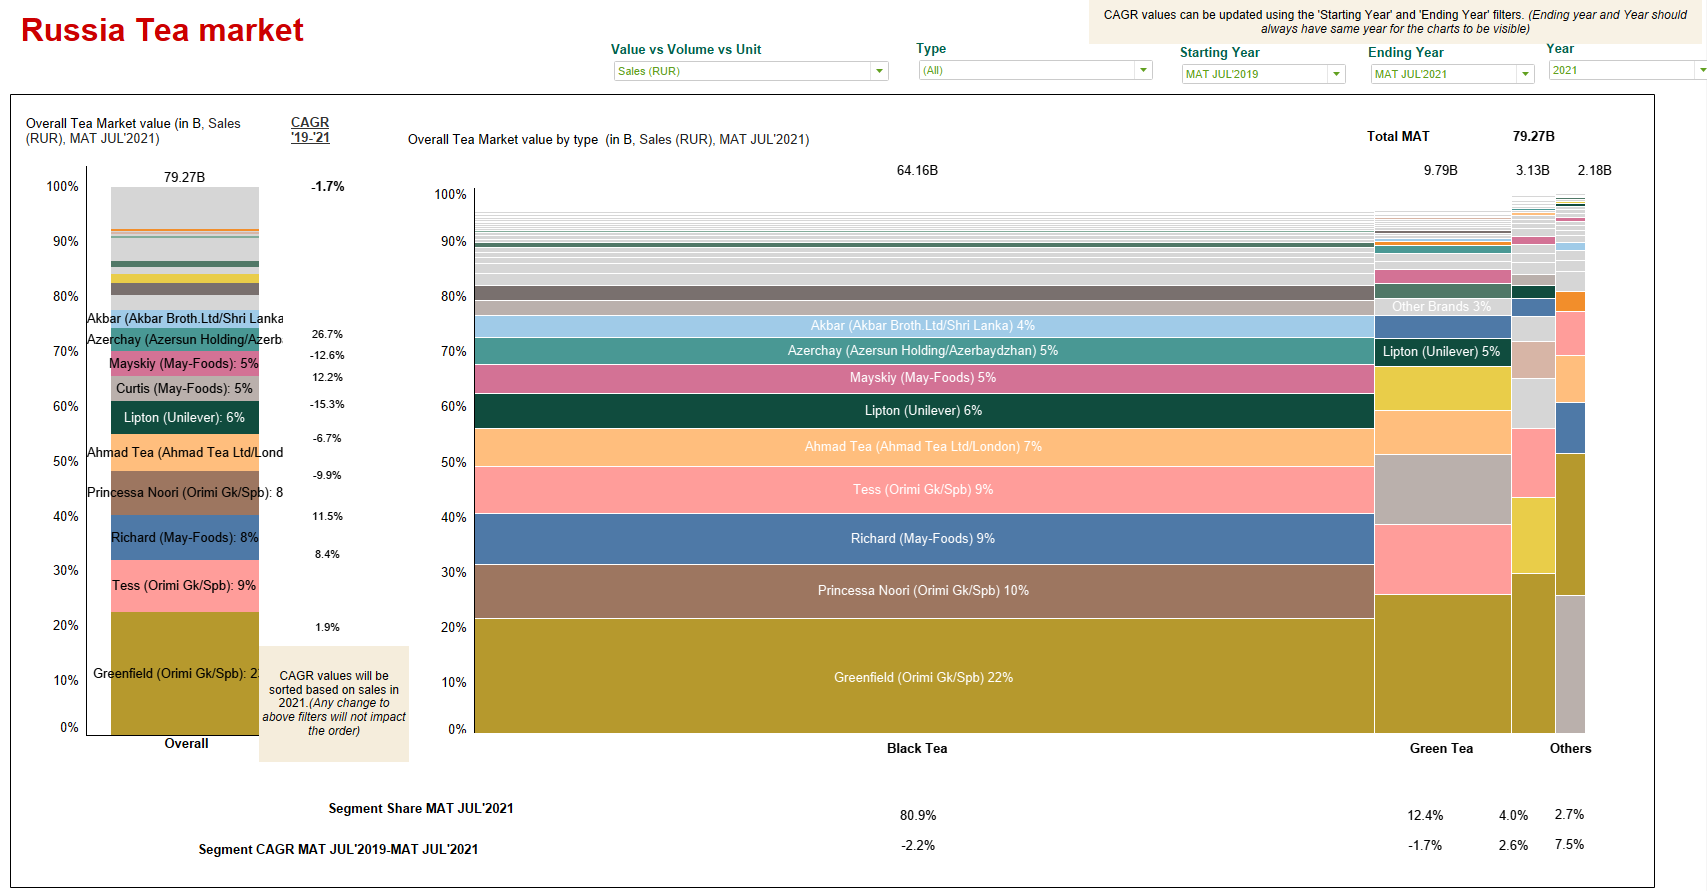 Russia Tea market
CAGR values can be updated using the 'Starting Year' and 'Ending Year' filters. (Ending year and Year should
always have same year for the charts to be visible)
Value vs Volume vs Unit
Sales (RUR)
Type
(All)
Starting Year
MAT JUL'2019
Ending Year
MAT JUL'2021
Year
2021
Overall Tea Market value (in B, Sales
(RUR), MAT JUL'2021)
CAGR
'19-'21
Overall Tea Market value by type (in B, Sales (RUR), MAT JUL'2021)
Total MAT
79.27B
79.27B
-1.7%
64.16B
9.79B
3.13B
2.18B
100%
90%
80%
70%
60%
50%
40%
30%
20%
10%
0%
Akbar (Akbar Broth.Ltd/Shri Lanka
Azerchay (Azersun Holding/Azerb
Mayskiy (May-Foods): 5%
Curtis (May-Foods): 5%
Lipton (Unilever): 6%
Ahmad Tea (Ahmad Tea Ltd/Lond
Princessa Noori (Orimi Gk/Spb): 8
Richard (May-Foods): 8%
Tess (Orimi Gk/Spb): 9%
Greenfield (Orimi Gk/Spb): 2
Overall
26.7%
-12.6%
12.2%
-15.3%
-6.7%
-9.9%
11.5%
8.4%
1.9%
CAGR values will be
sorted based on sales in
2021.(Any change to
above filters will not impact
the order)
100%
90%
80%
70%
60%
50%
40%
30%
20%
10%
0%
Akbar (Akbar Broth.Ltd/Shri Lanka) 4%
Azerchay (Azersun Holding/Azerbaydzhan) 5%
Mayskiy (May-Foods) 5%
Lipton (Unilever) 6%
Ahmad Tea (Ahmad Tea Ltd/London) 7%
Tess (Orimi Gk/Spb) 9%
Richard (May-Foods) 9%
Princessa Noori (Orimi Gk/Spb) 10%
Greenfield (Orimi Gk/Spb) 22%
Other Brands 3%
Lipton (Unilever) 5%
Black Tea
Green Tea
Others
Segment Share MAT JUL'2021
80.9%
12.4%
4.0%
2.7%
Segment CAGR MAT JUL'2019-MAT JUL'2021
-2.2%
-1.7%
2.6%
7.5%